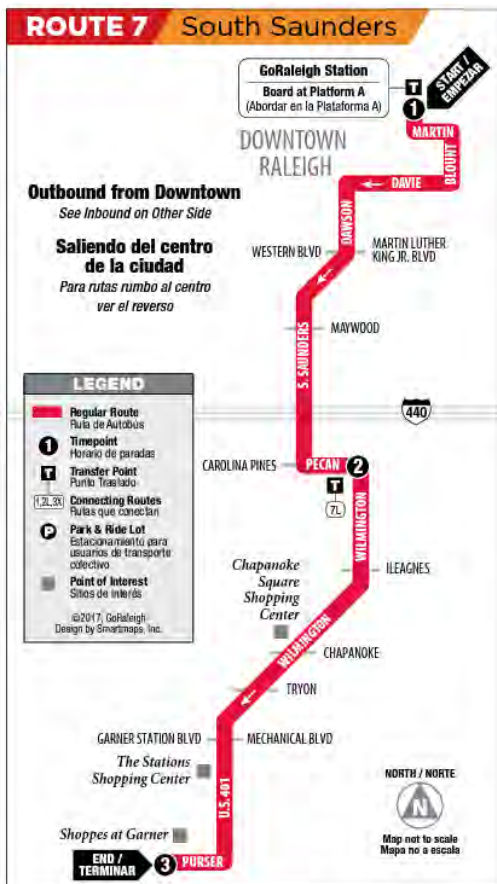 ROUTE 7 South Saunders
GoRaleigh Station
Board at Platform A
(Abordar en la Plataforma A)
T
1
START /
EMPEZAR
MARTIN
BLOUNT
DOWNTOWN
RALEIGH
DAVIE
Outbound from Downtown
See Inbound on Other Side
Saliendo del centro
de la ciudad
Para rutas rumbo al centro
ver el reverso
DAWSON
WESTERN BLVD
MARTIN LUTHER
KING JR. BLVD
S. SAUNDERS
MAYWOOD
440
LEGEND
Regular Route
Ruta de Autobús
1 Timepoint
Horario de paradas
T Transfer Point
Punto Traslado
1,2L,3X Connecting Routes
Rutas que conectan
P Park & Ride Lot
Estacionamiento para
usuarios de transporte
colectivo
Point of Interest
Sitios de interés
©2017, GoRaleigh
Design by Smartmaps, Inc.
CAROLINA PINES
PECAN
2
T
7L
WILMINGTON
ILEAGNES
Chapanoke
Square
Shopping
Center
WILMINGTON
CHAPANOKE
TRYON
GARNER STATION BLVD
MECHANICAL BLVD
The Stations
Shopping Center
U.S.401
Shoppes at Garner
END /
TERMINAR
3
PURSER
NORTH / NORTE
N
Map not to scale
Mapa no a escala